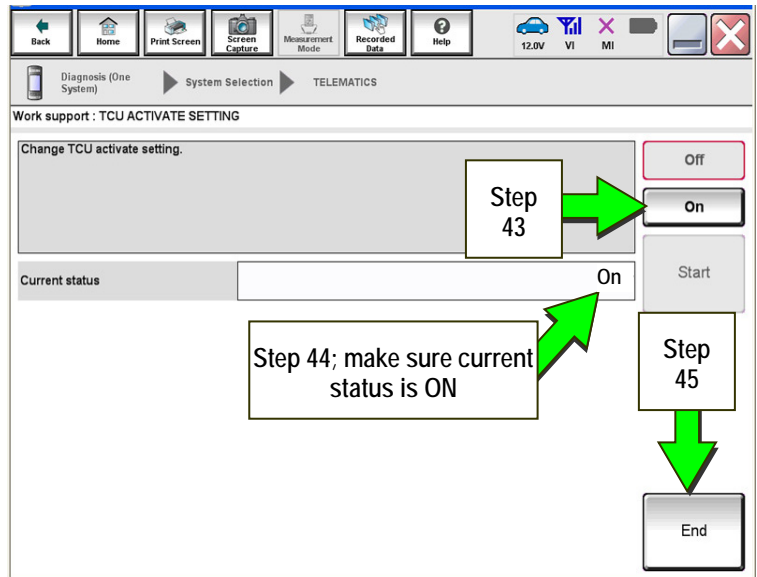 Back
Home
Print Screen
Screen
Capture
Measurement
Mode
Recorded
Data
Help
12.0V
VI
MI
Diagnosis (One
System)
System Selection
TELEMATICS
Work support : TCU ACTIVATE SETTING
Change TCU activate setting.
Off
Step
43
On
Current status
On
Start
Step 44; make sure current
status is ON
Step
45
End